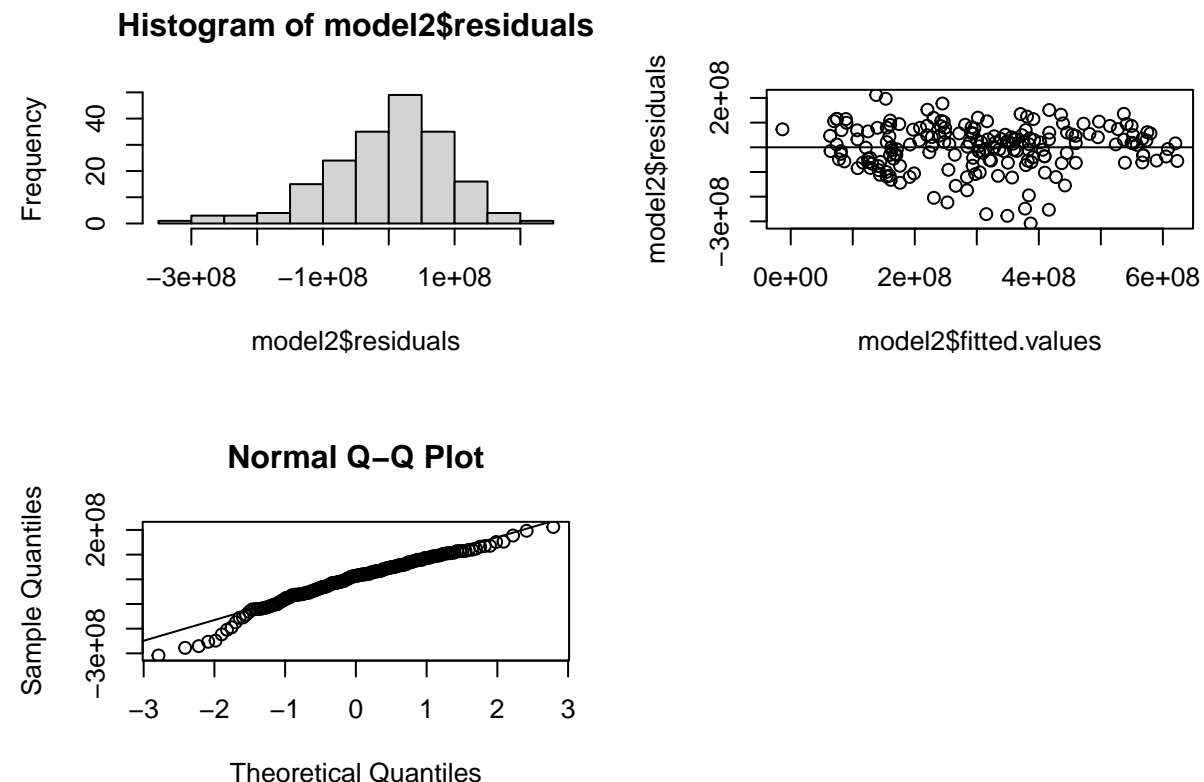 Histogram of model2$residuals
Frequency
0 20 40
−3e+08 −1e+08 1e+08
model2$residuals
model2$residuals
−3e+08 2e+08
0e+00 2e+08 4e+08 6e+08
model2$fitted.values
Normal Q−Q Plot
Sample Quantiles
−3e+08 2e+08
−3 −2 −1 0 1 2 3
Theoretical Quantiles